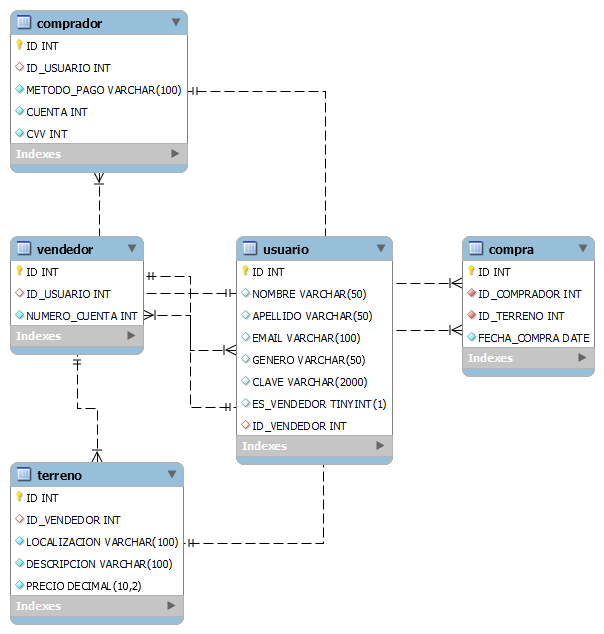 comprador
ID INT
ID_USUARIO INT
METODO_PAGO VARCHAR(100)
CUENTA INT
CVV INT
Indexes
vendedor
ID INT
ID_USUARIO INT
NUMERO_CUENTA INT
Indexes
usuario
ID INT
NOMBRE VARCHAR(50)
APELLIDO VARCHAR(50)
EMAIL VARCHAR(100)
GENERO VARCHAR(50)
CLAVE VARCHAR(2000)
ES_VENDEDOR TINYINT(1)
ID_VENDEDOR INT
Indexes
compra
ID INT
ID_COMPRADOR INT
ID_TERRENO INT
FECHA_COMPRA DATE
Indexes
terreno
ID INT
ID_VENDEDOR INT
LOCALIZACION VARCHAR(100)
DESCRIPCION VARCHAR(100)
PRECIO DECIMAL(10,2)
Indexes